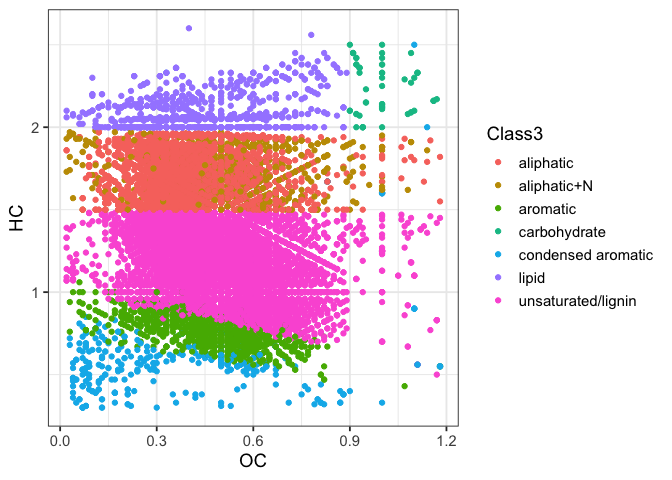 2
1
HC
0.0 0.3 0.6 0.9 1.2
OC
Class3
aliphatic
aliphatic+N
aromatic
carbohydrate
condensed aromatic
lipid
unsaturated/lignin